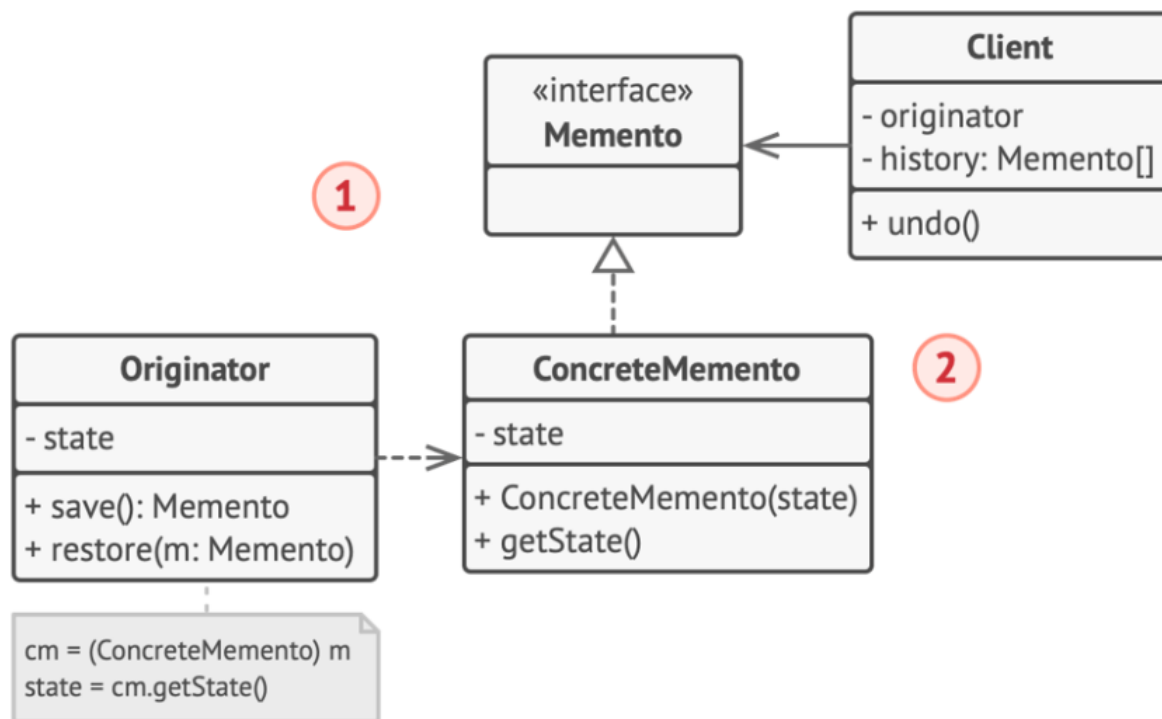 Client
- originator
- history: Memento[]
+ undo()
«interface»
Memento
1
Originator
- state
+ save(): Memento
+ restore(m: Memento)
ConcreteMemento
- state
+ ConcreteMemento(state)
+ getState()
2
cm = (ConcreteMemento) m
state = cm.getState()